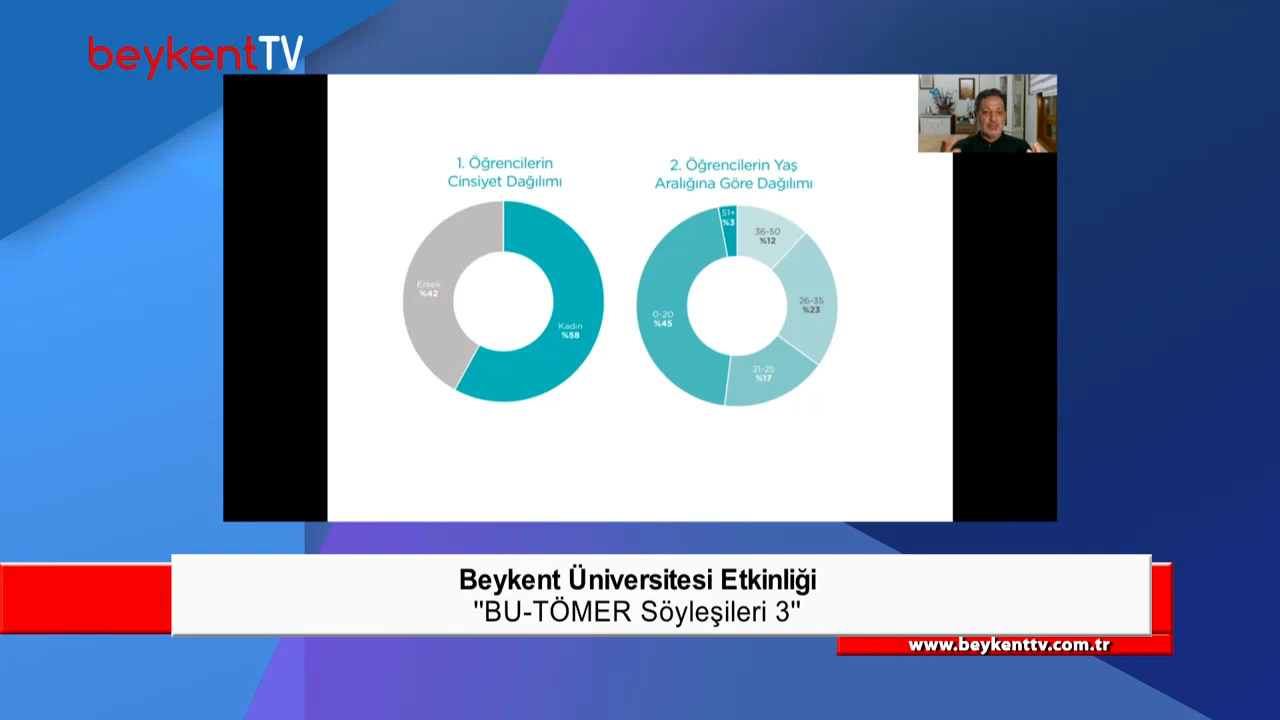 beykentTV
1. Öğrencilerin
Cinsiyet Dağılımı
Erkek
%42
Kadın
%58
2. Öğrencilerin Yaş
Aralığına Göre Dağılımı
51+
%3
36-50
%12
26-35
%23
0-20
%45
21-25
%17
Beykent Üniversitesi Etkinliği
"BU-TÖMER Söyleşileri 3"
www.beykenttv.com.tr